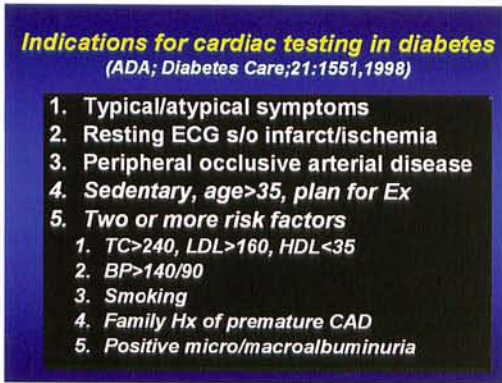 Indications for cardiac testing in diabetes
(ADA; Diabetes Care;21:1551,1998)
1. Typical/atypical symptoms
2. Resting ECG s/o infarct/ischemia
3. Peripheral occlusive arterial disease
4. Sedentary, age>35, plan for Ex
5. Two or more risk factors
1. TC>240, LDL>160, HDL<35
2. BP>140/90
3. Smoking
4. Family Hx of premature CAD
5. Positive micro/macroalbuminuria